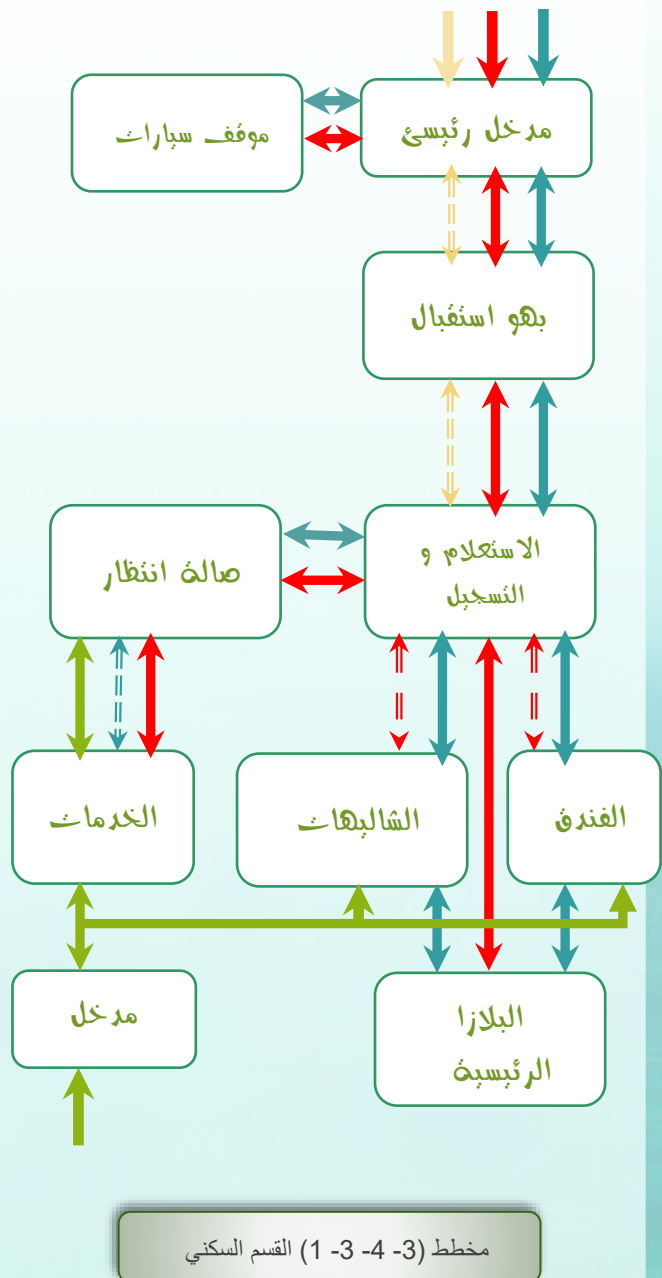 مدخل رئيسي
موقف سيارات
بهو استقبال
الاستعلام و
التسجيل
صالة انتظار
الفندق
الشاليهات
الخدمات
مدخل
البلازا
الرئيسية
مخطط (3- 4- 3- 1) القسم السكني